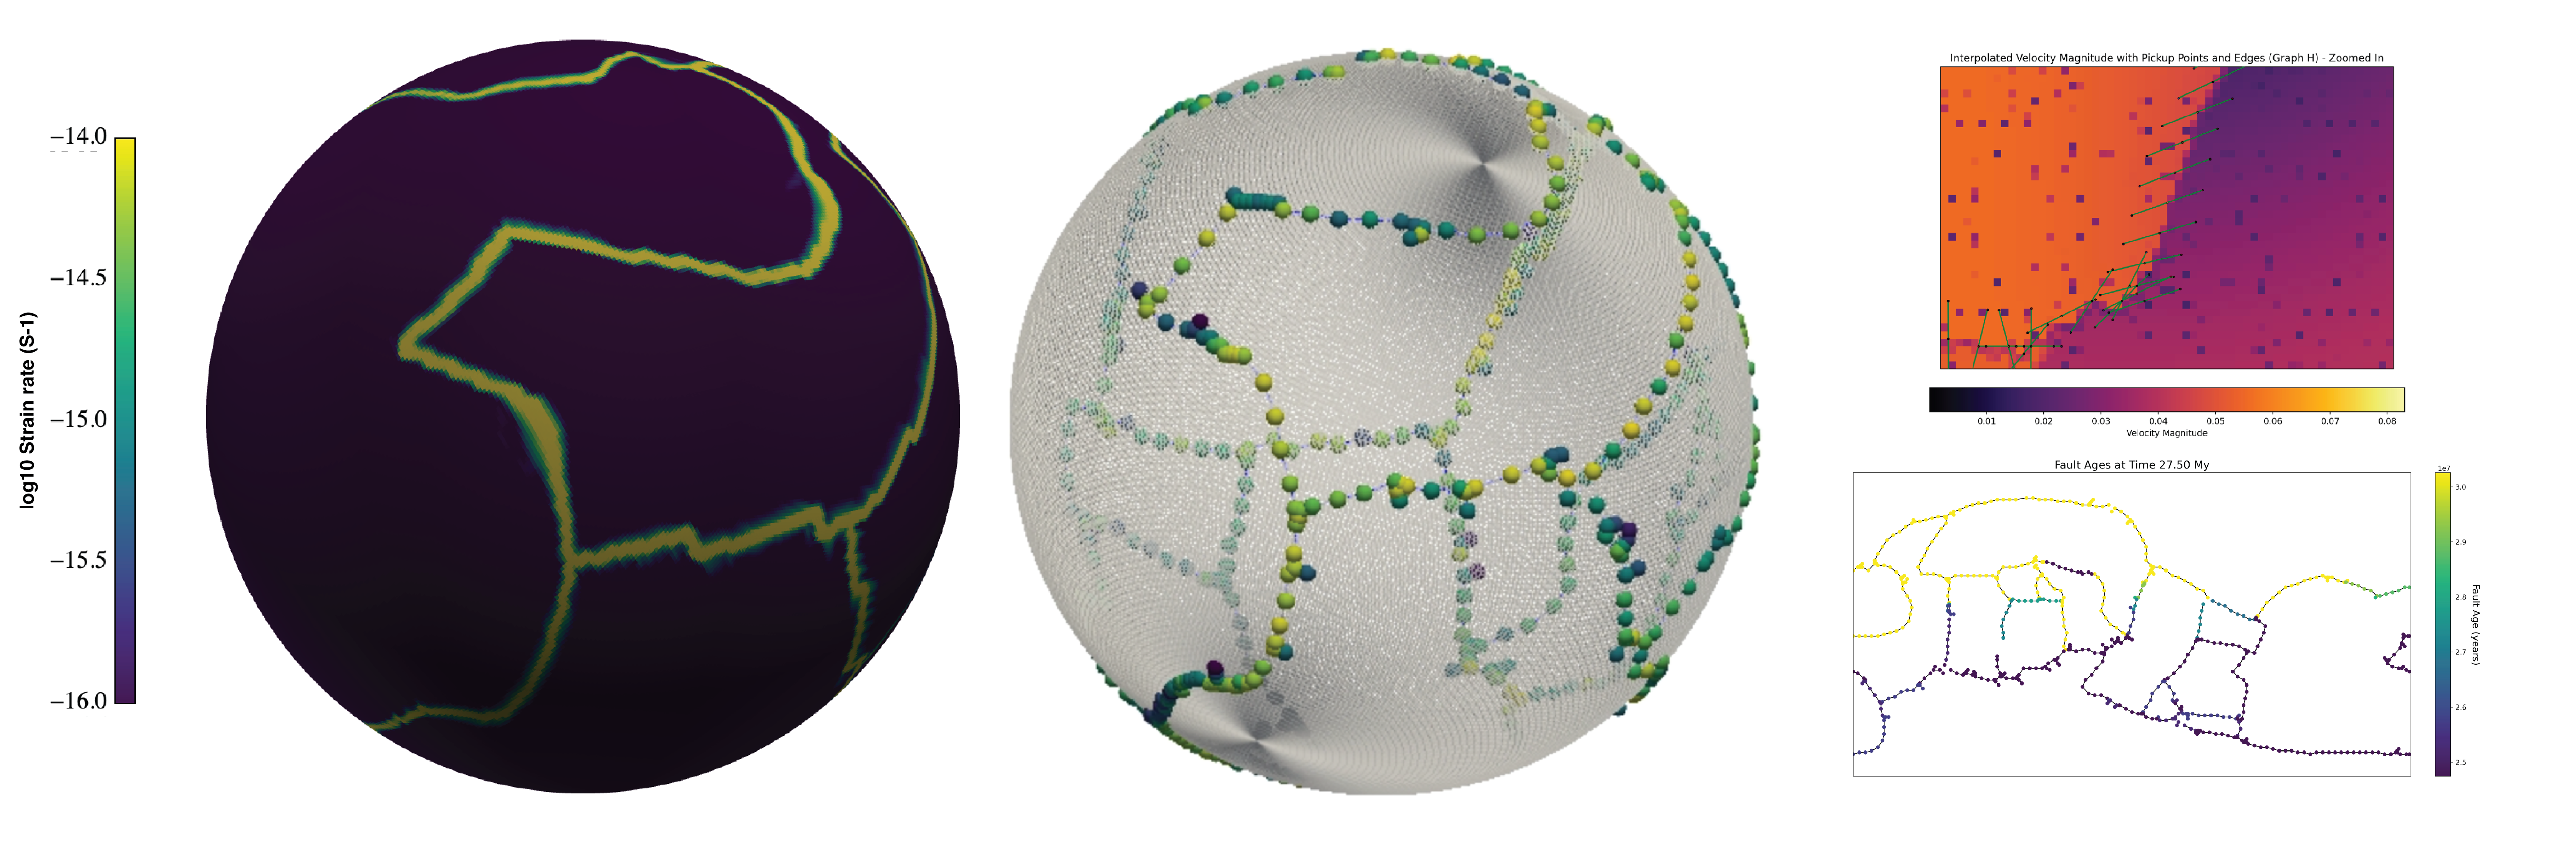 log10 Strain rate (S-1)
−14.0
−14.5
−15.0
−15.5
−16.0
Interpolated Velocity Magnitude with Pickup Points and Edges (Graph H) - Zoomed In
0.01 0.02 0.03 0.04 0.05 0.06 0.07 0.08
Velocity Magnitude
Fault Ages at Time 27.50 My
1e7
3.0
2.9
2.8
2.7
2.6
2.5
Fault Age (years)